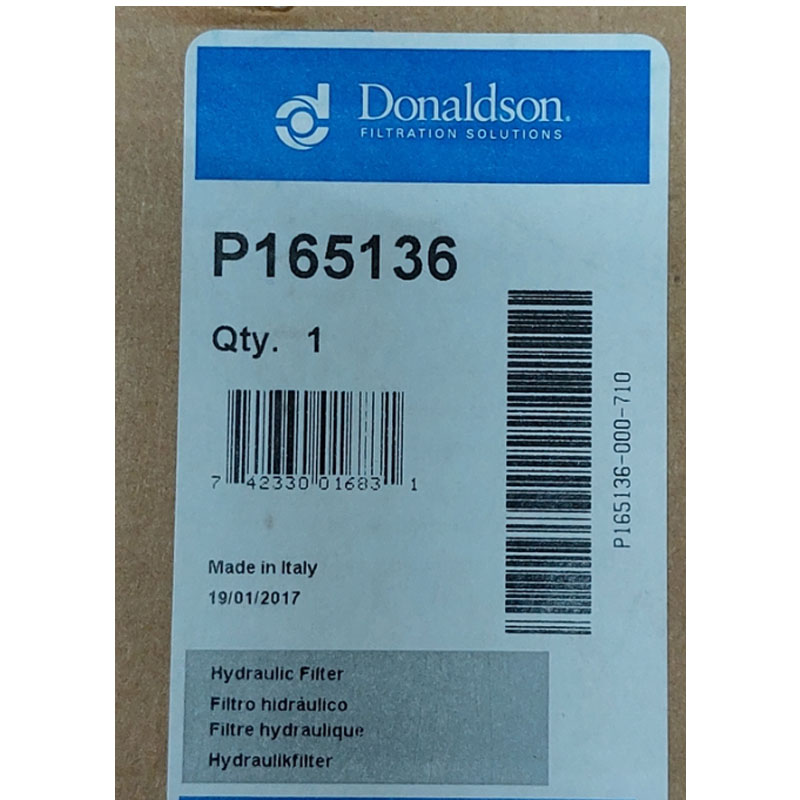 Donaldson®
FILTRATION SOLUTIONS
P165136
Qty. 1
7 42330 01683 1
P165136-000-710
Made in Italy
19/01/2017
Hydraulic Filter
Filtro hidráulico
Filtre hydraulique
Hydraulikfilter